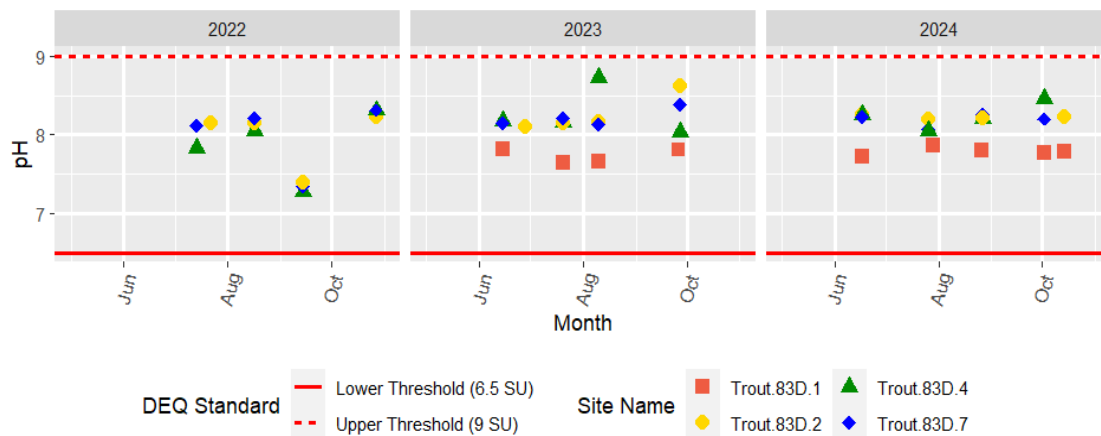 2022 2023 2024
9
8
7
pH
Jun Aug Oct Jun Aug Oct Jun Aug Oct
Month
DEQ Standard
Lower Threshold (6.5 SU)
Upper Threshold (9 SU)
Site Name
Trout.83D.1 Trout.83D.4
Trout.83D.2 Trout.83D.7